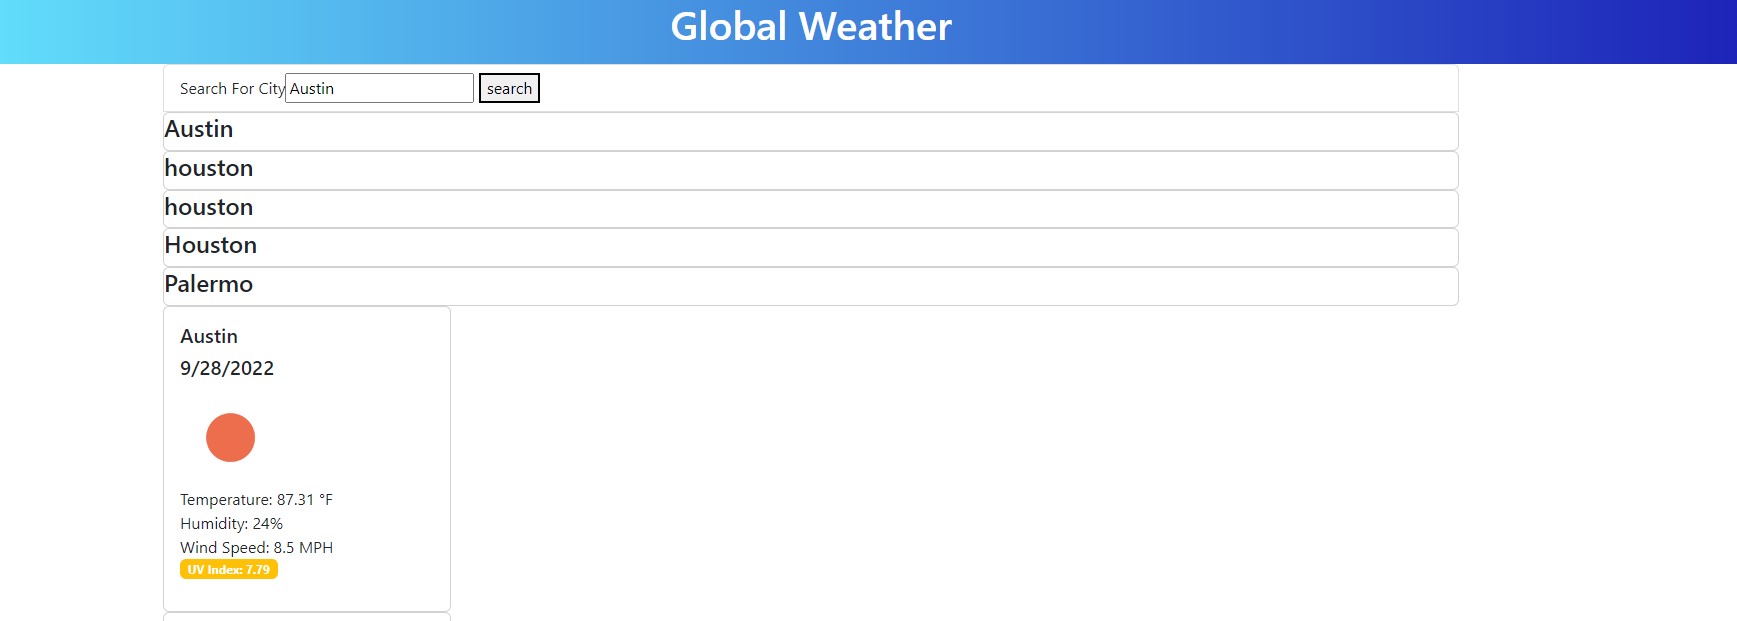 Global Weather
Search For City Austin search
Austin
houston
houston
Houston
Palermo
Austin
9/28/2022
Temperature: 87.31 °F
Humidity: 24%
Wind Speed: 8.5 MPH
UV Index: 7.79